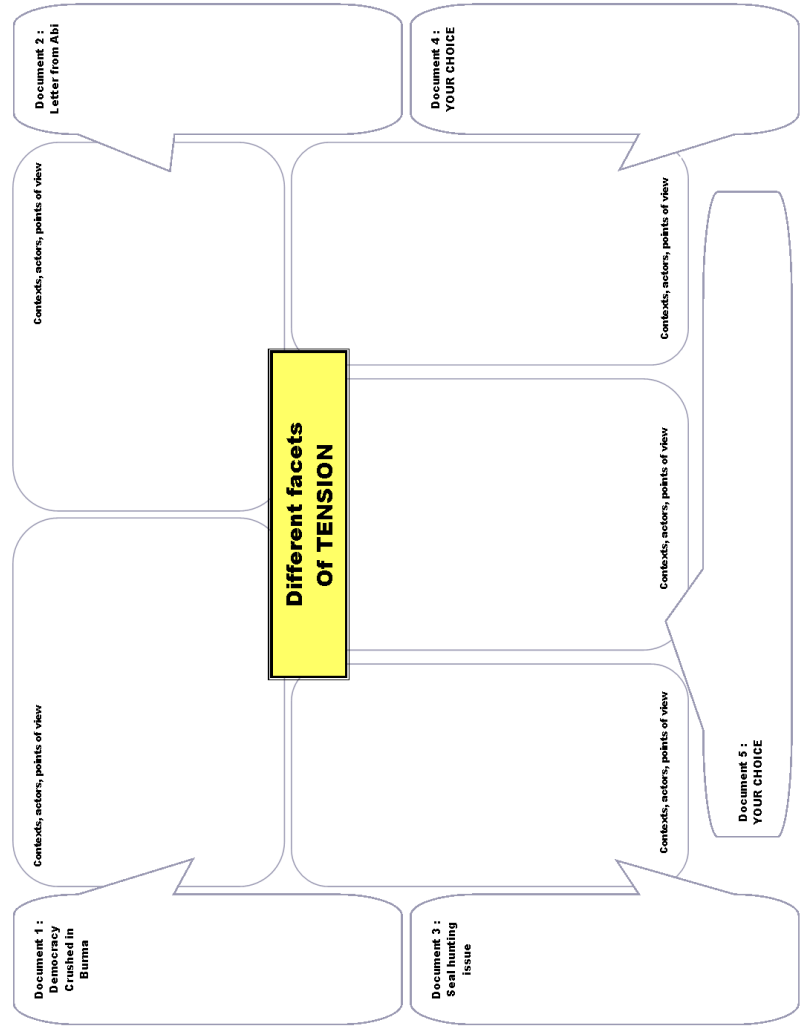 Document 1 :
Democracy
Crushed in
Burma
Contexts, actors, points of view
Contexts, actors, points of view
Document 2 :
Letter from Abi
Different facets
Of TENSION
Document 3 :
Seal hunting
issue
Document 4 :
YOUR CHOICE
Contexts, actors, points of view
Contexts, actors, points of view
Contexts, actors, points of view
Document 5 :
YOUR CHOICE